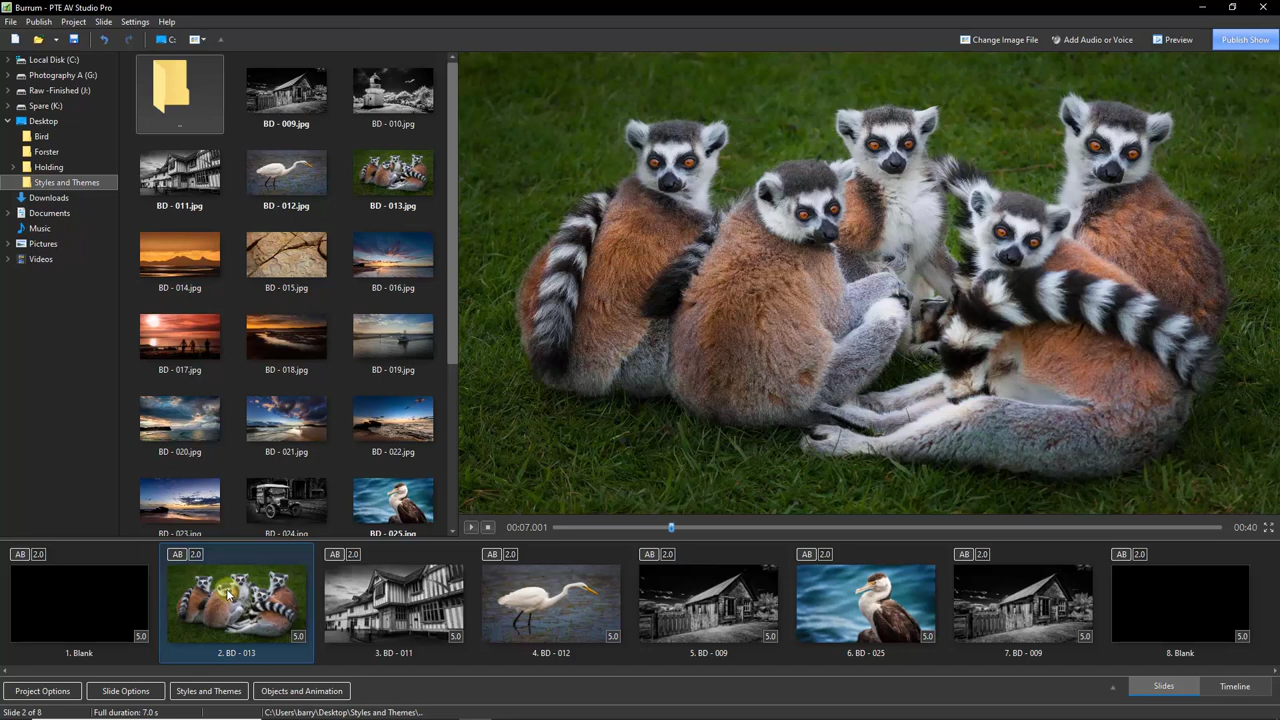 Burrum - PTE AV Studio Pro
File Publish Project Slide Settings Help
C: Change Image File Add Audio or Voice Preview Publish Show
Local Disk (C:)
Photography A (G:)
Raw -Finished (J:)
Spare (K:)
Desktop
Bird
Forster
Holding
Styles and Themes
Downloads
Documents
Music
Pictures
Videos
..
BD - 009.jpg
BD - 010.jpg
BD - 011.jpg
BD - 012.jpg
BD - 013.jpg
BD - 014.jpg
BD - 015.jpg
BD - 016.jpg
BD - 017.jpg
BD - 018.jpg
BD - 019.jpg
BD - 020.jpg
BD - 021.jpg
BD - 022.jpg
BD - 023.jpg
BD - 024.jpg
BD - 025.jpg
00:07.001 00:40
AB 2.0 AB 2.0 AB 2.0 AB 2.0 AB 2.0 AB 2.0 AB 2.0 AB 2.0
5.0 5.0 5.0 5.0 5.0 5.0 5.0 5.0
1. Blank 2. BD - 013 3. BD - 011 4. BD - 012 5. BD - 009 6. BD - 025 7. BD - 009 8. Blank
Project Options Slide Options Styles and Themes Objects and Animation Slides Timeline
Slide 2 of 8 Full duration: 7.0 s C:\Users\barry\Desktop\Styles and Themes\...